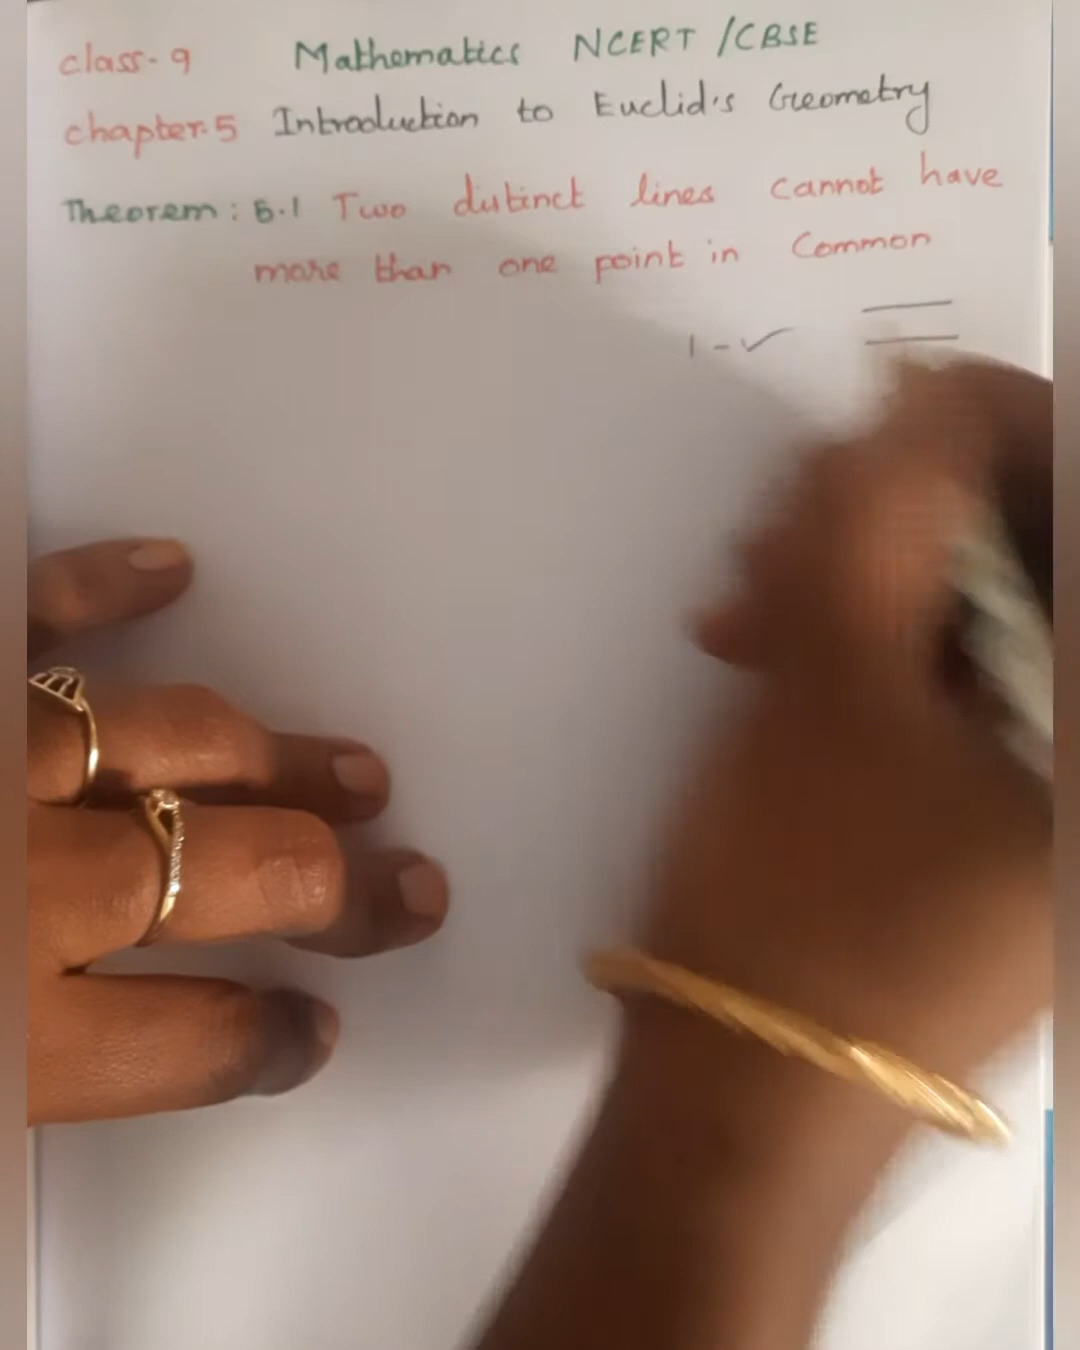 class-9 Mathematics NCERT /CBSE
chapter.5 Introduction to Euclid's Geometry
Theorem : 5.1 Two distinct lines cannot have
more than one point in Common
1 - ✓